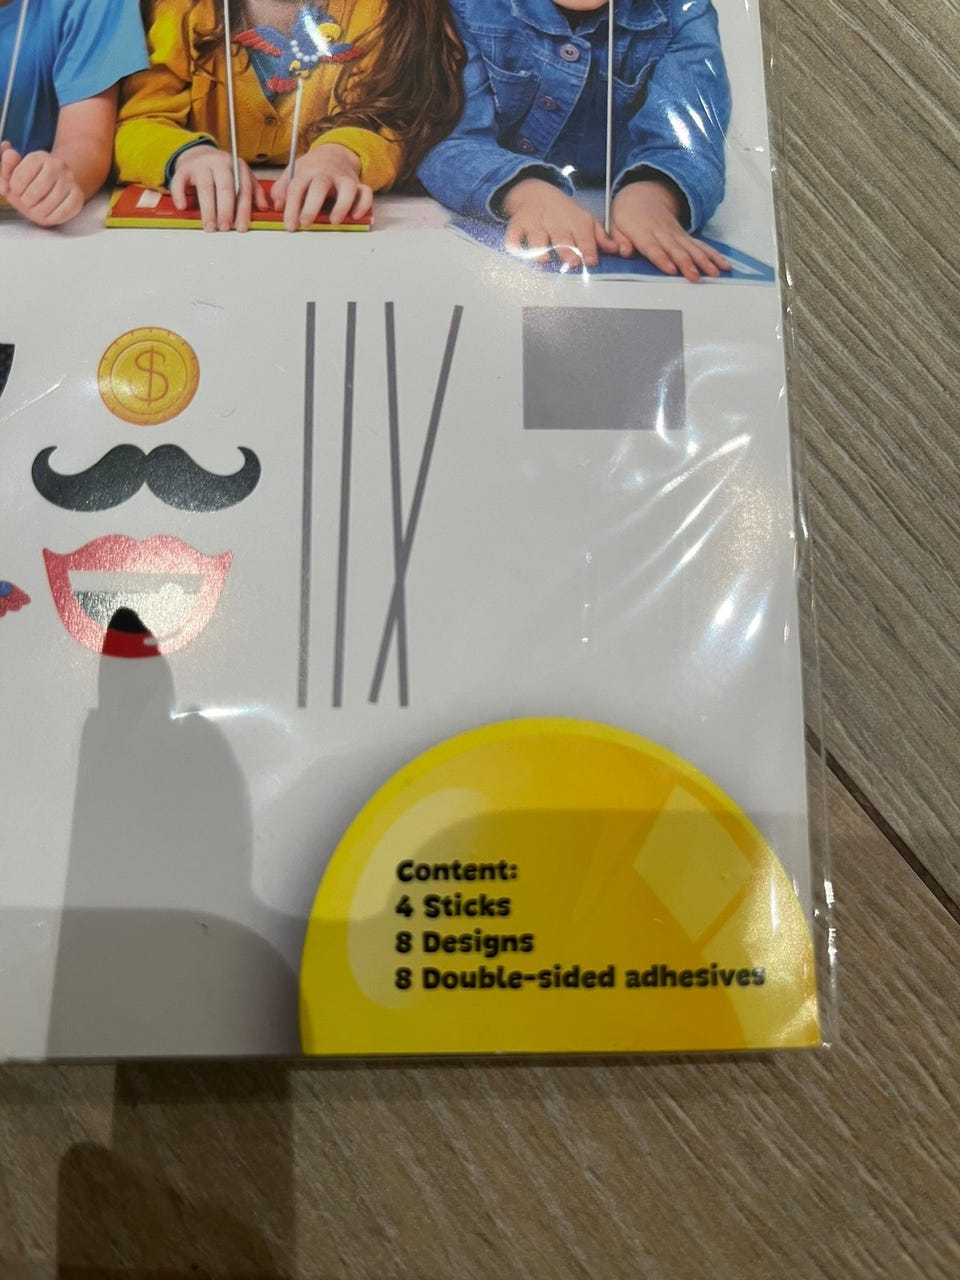 $
Content:
4 Sticks
8 Designs
8 Double-sided adhesives